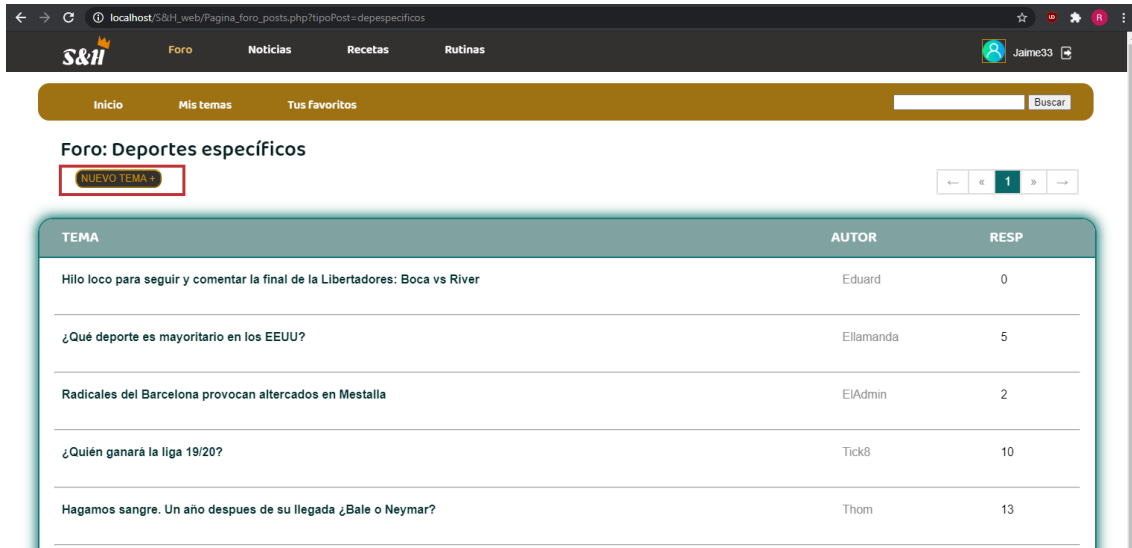 localhost/S&H_web/Pagina_foro_posts.php?tipoPost=depespecificos
R
S&H Foro Noticias Recetas Rutinas Jaime33
Inicio Mis temas Tus favoritos Buscar
Foro: Deportes específicos
NUEVO TEMA +
← « 1 » →
TEMA AUTOR RESP
Hilo loco para seguir y comentar la final de la Libertadores: Boca vs River Eduard 0
¿Qué deporte es mayoritario en los EEUU? Ellamanda 5
Radicales del Barcelona provocan altercados en Mestalla ElAdmin 2
¿Quién ganará la liga 19/20? Tick8 10
Hagamos sangre. Un año despues de su llegada ¿Bale o Neymar? Thom 13